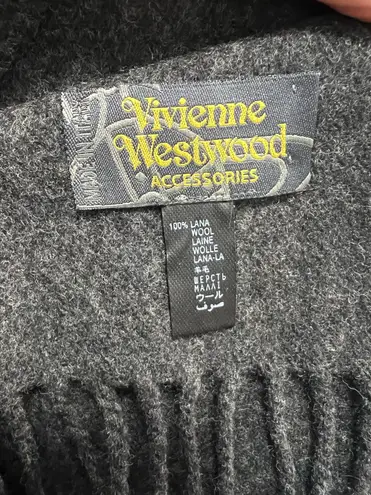 MADE IN ITALY
Vivienne
Westwood
ACCESSORIES
100% LANA
WOOL
LAINE
WOLLE
LANA-LA
羊毛
ШЕРСТЬ
ΜΑΛΛΙ
ウール
صوف